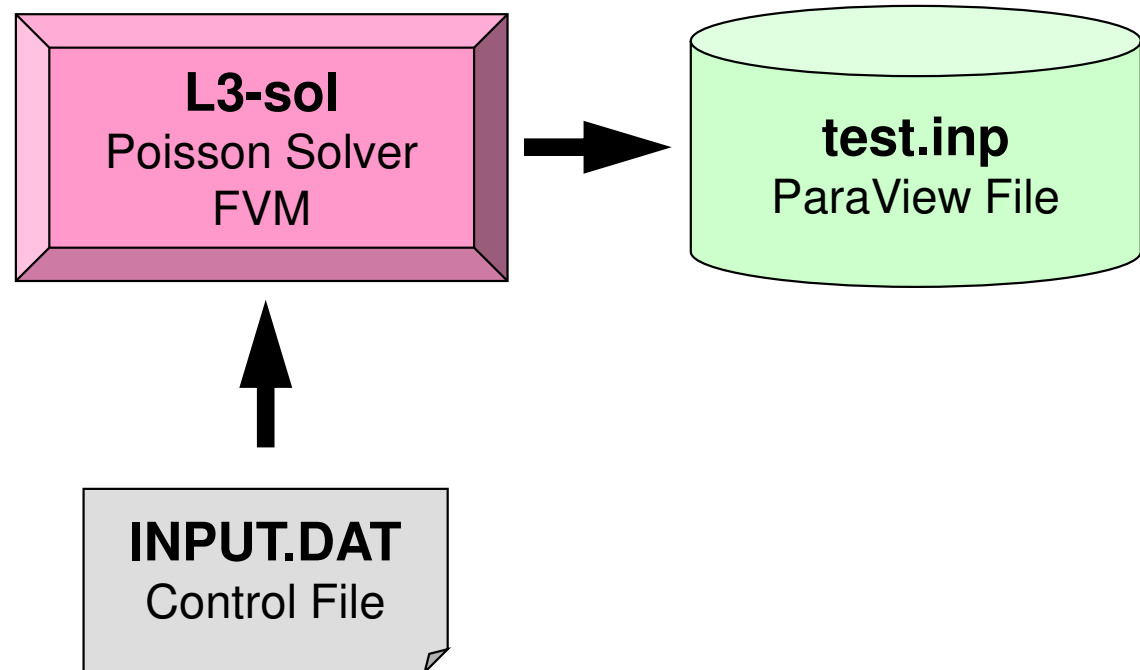 L3-sol
Poisson Solver
FVM
test.inp
ParaView File
INPUT.DAT
Control File